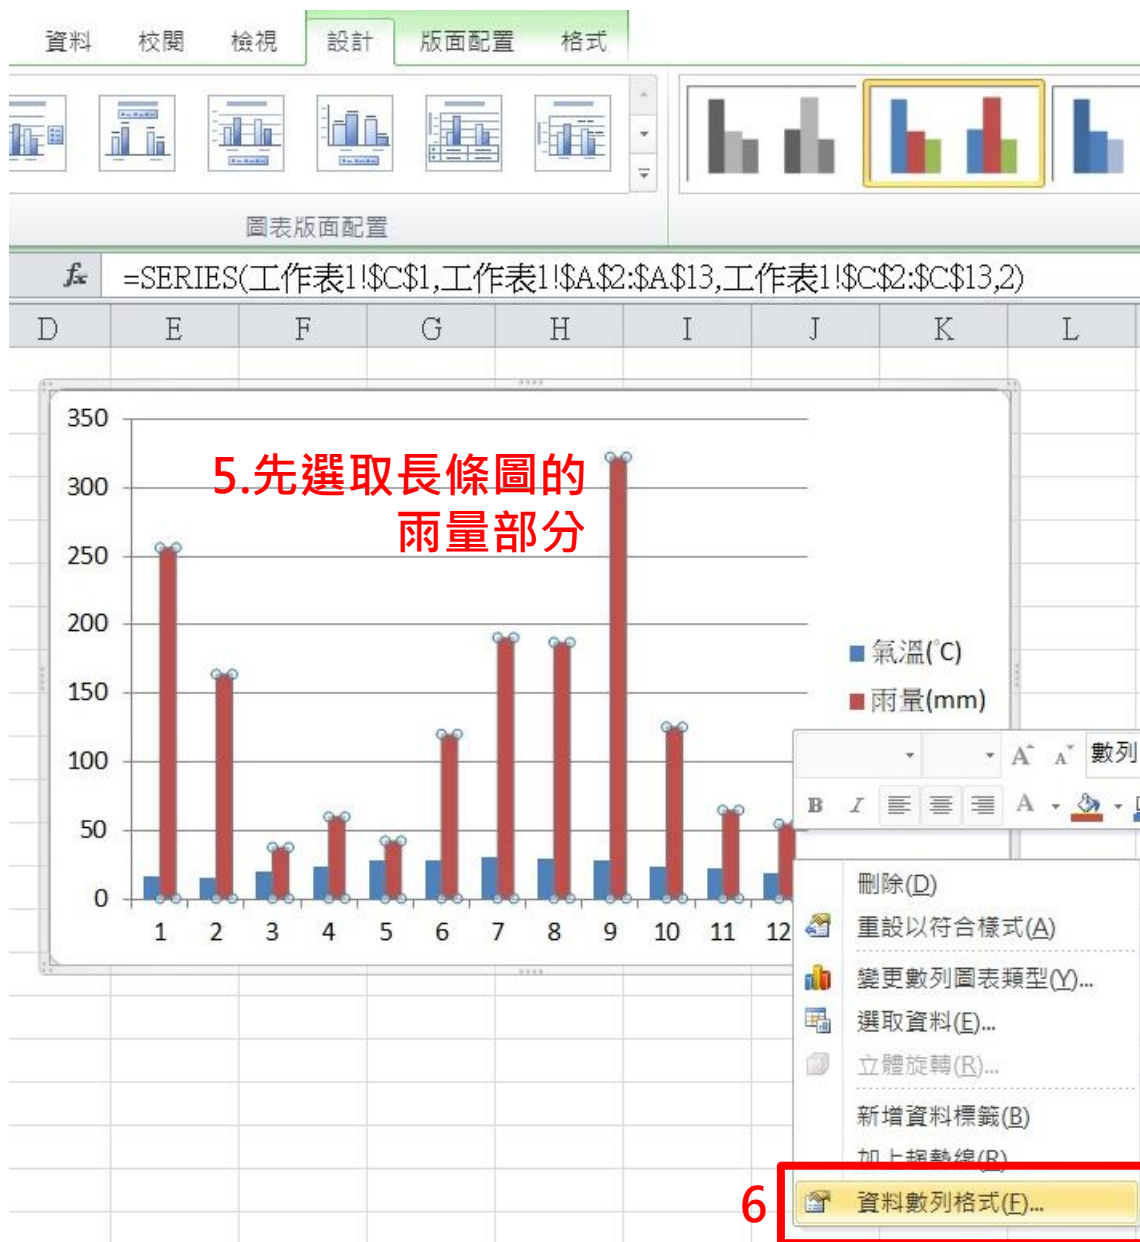 資料 校閱 檢視 設計 版面配置 格式
圖表版面配置
fx =SERIES(工作表1!$C$1,工作表1!$A$2:$A$13,工作表1!$C$2:$C$13,2)
D E F G H I J K L
350
300
250
200
150
100
50
0
5.先選取長條圖的
雨量部分
1 2 3 4 5 6 7 8 9 10 11 12
氣溫(℃)
雨量(mm)
A A 數列
B I A
刪除(D)
重設以符合樣式(A)
變更數列圖表類型(Y)...
選取資料(E)...
立體旋轉(R)...
新增資料標籤(B)
加上趨勢線(R)
6 資料數列格式(F)...